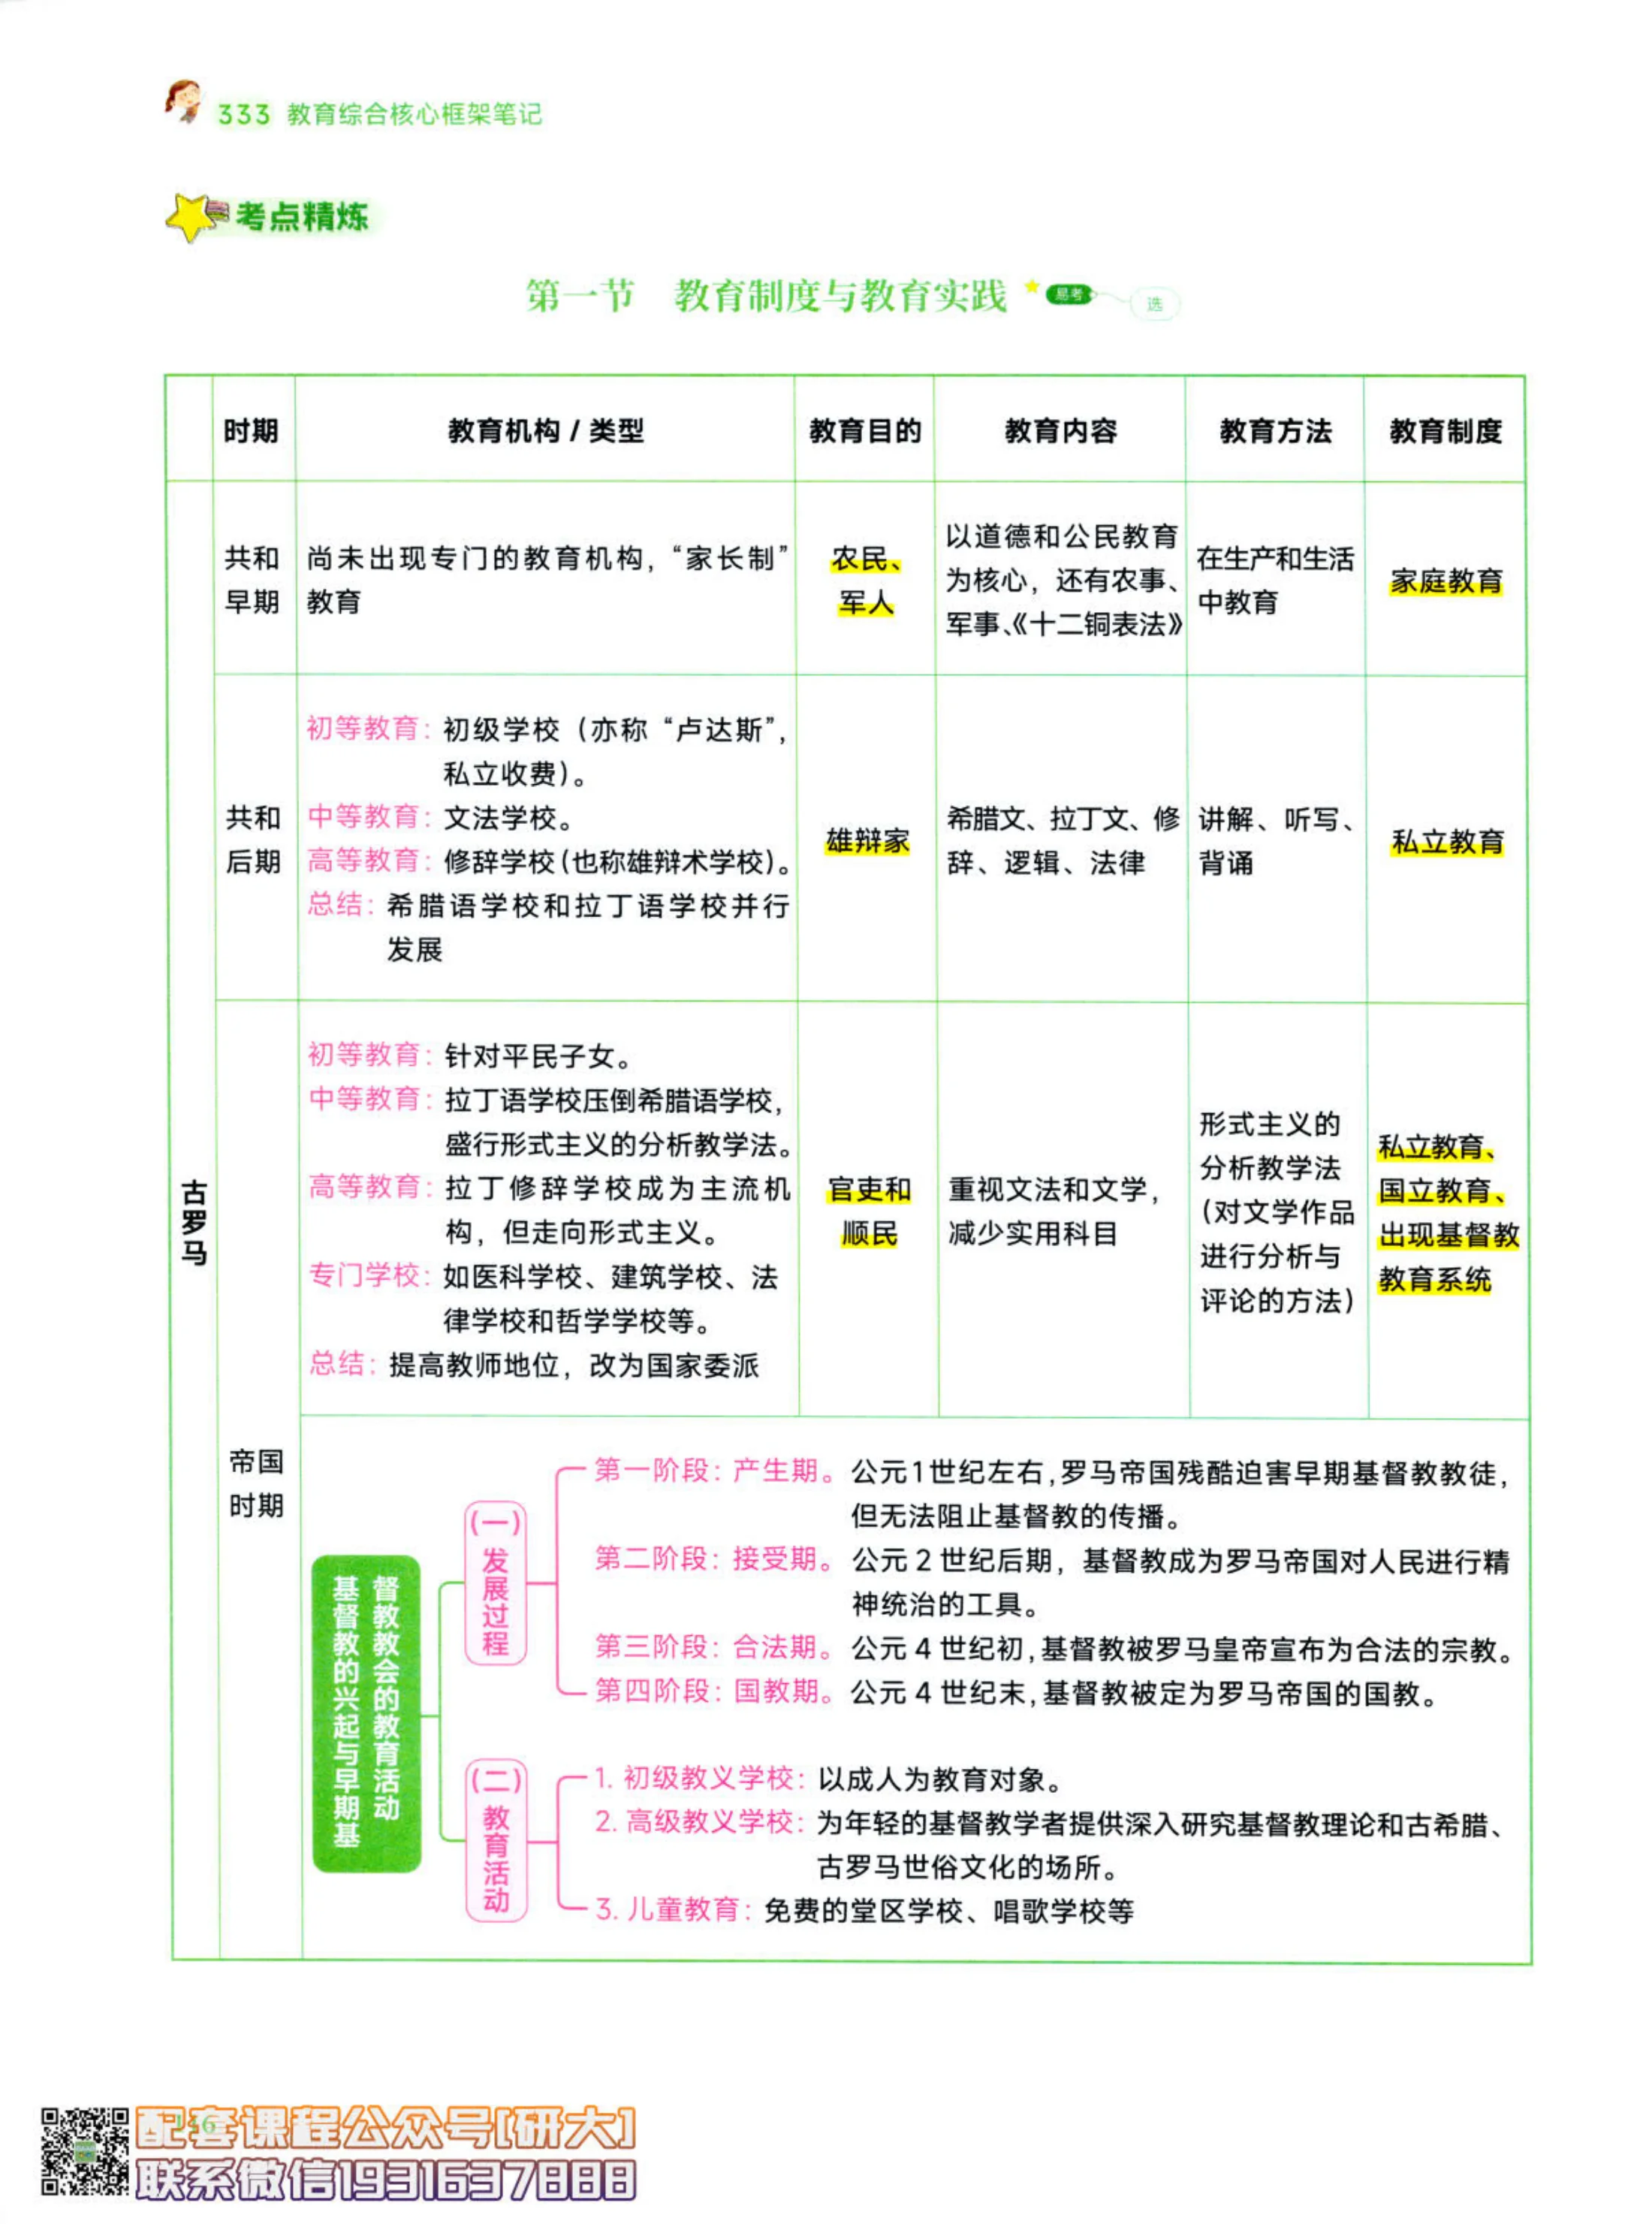 333 教育综合核心框架笔记
考点精炼
第一节 教育制度与教育实践 易考 选
时期 教育机构 / 类型 教育目的 教育内容 教育方法 教育制度
古罗马
共和
早期
尚未出现专门的教育机构，“家长制”
教育
农民、
军人
以道德和公民教育
为核心，还有农事、
军事、《十二铜表法》
在生产和生活
中教育
家庭教育
共和
后期
初等教育：初级学校（亦称“卢达斯”，
私立收费）。
中等教育：文法学校。
高等教育：修辞学校（也称雄辩术学校）。
总结：希腊语学校和拉丁语学校并行
发展
雄辩家
希腊文、拉丁文、修
辞、逻辑、法律
讲解、听写、
背诵
私立教育
帝国
时期
初等教育：针对平民子女。
中等教育：拉丁语学校压倒希腊语学校，
盛行形式主义的分析教学法。
高等教育：拉丁修辞学校成为主流机
构，但走向形式主义。
专门学校：如医科学校、建筑学校、法
律学校和哲学学校等。
总结：提高教师地位，改为国家委派
官吏和
顺民
重视文法和文学，
减少实用科目
形式主义的
分析教学法
（对文学作品
进行分析与
评论的方法）
私立教育、
国立教育、
出现基督教
教育系统
基督教的兴起与早期基
督教教会的教育活动
（一）发展过程
第一阶段：产生期。公元1世纪左右，罗马帝国残酷迫害早期基督教教徒，
但无法阻止基督教的传播。
第二阶段：接受期。公元 2 世纪后期，基督教成为罗马帝国对人民进行精
神统治的工具。
第三阶段：合法期。公元 4 世纪初，基督教被罗马皇帝宣布为合法的宗教。
第四阶段：国教期。公元 4 世纪末，基督教被定为罗马帝国的国教。
（二）教育活动
1. 初级教义学校：以成人为教育对象。
2. 高级教义学校：为年轻的基督教学者提供深入研究基督教理论和古希腊、
古罗马世俗文化的场所。
3. 儿童教育：免费的堂区学校、唱歌学校等
配套课程公众号[研大]
联系微信1931637888